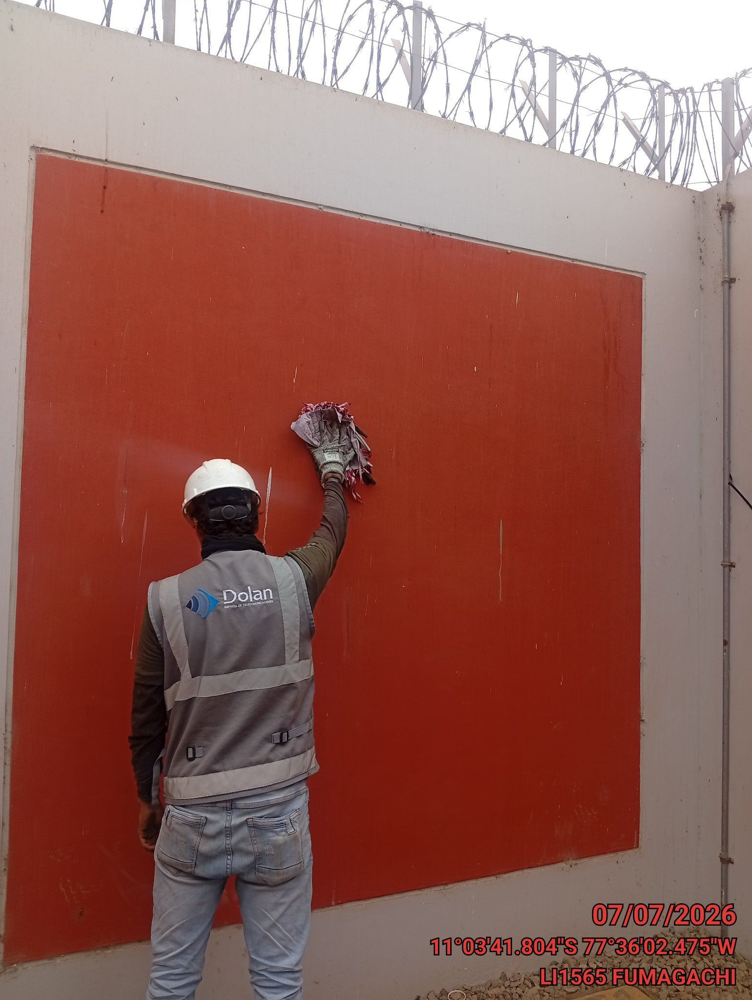 Dolan
EMPRESA DE TELECOMUNICACIONES
07/07/2026
11°03'41.804"S 77°36'02.475"W
LI1565 FUMAGACHI